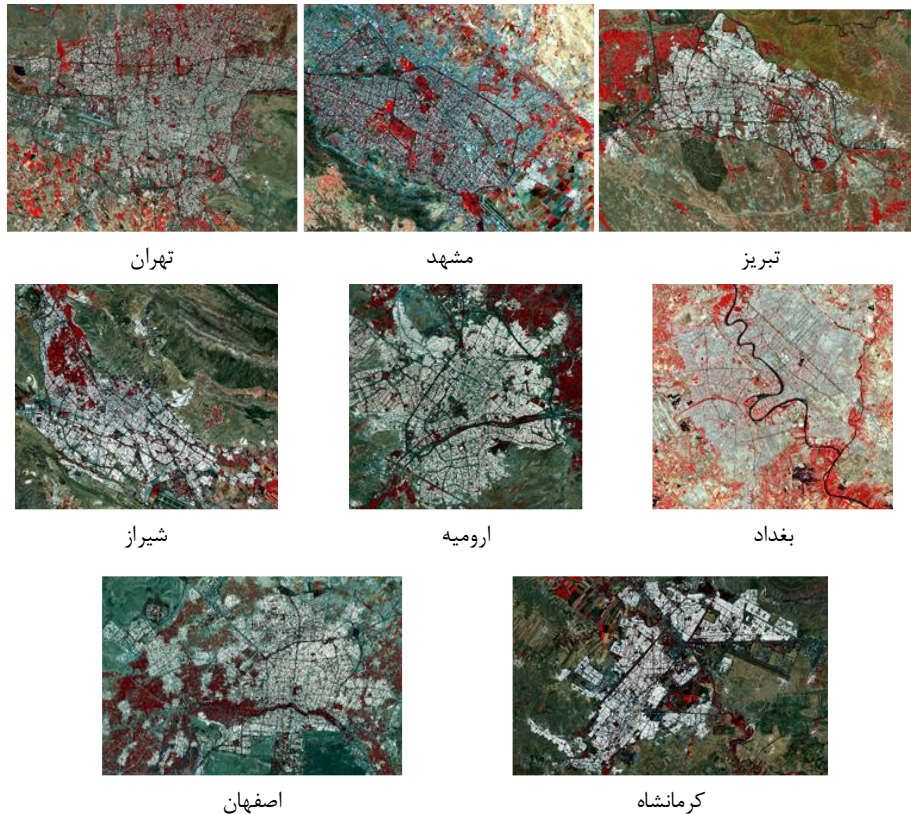 تهران
مشهد
تبریز
شیراز
ارومیه
بغداد
اصفهان
کرمانشاه